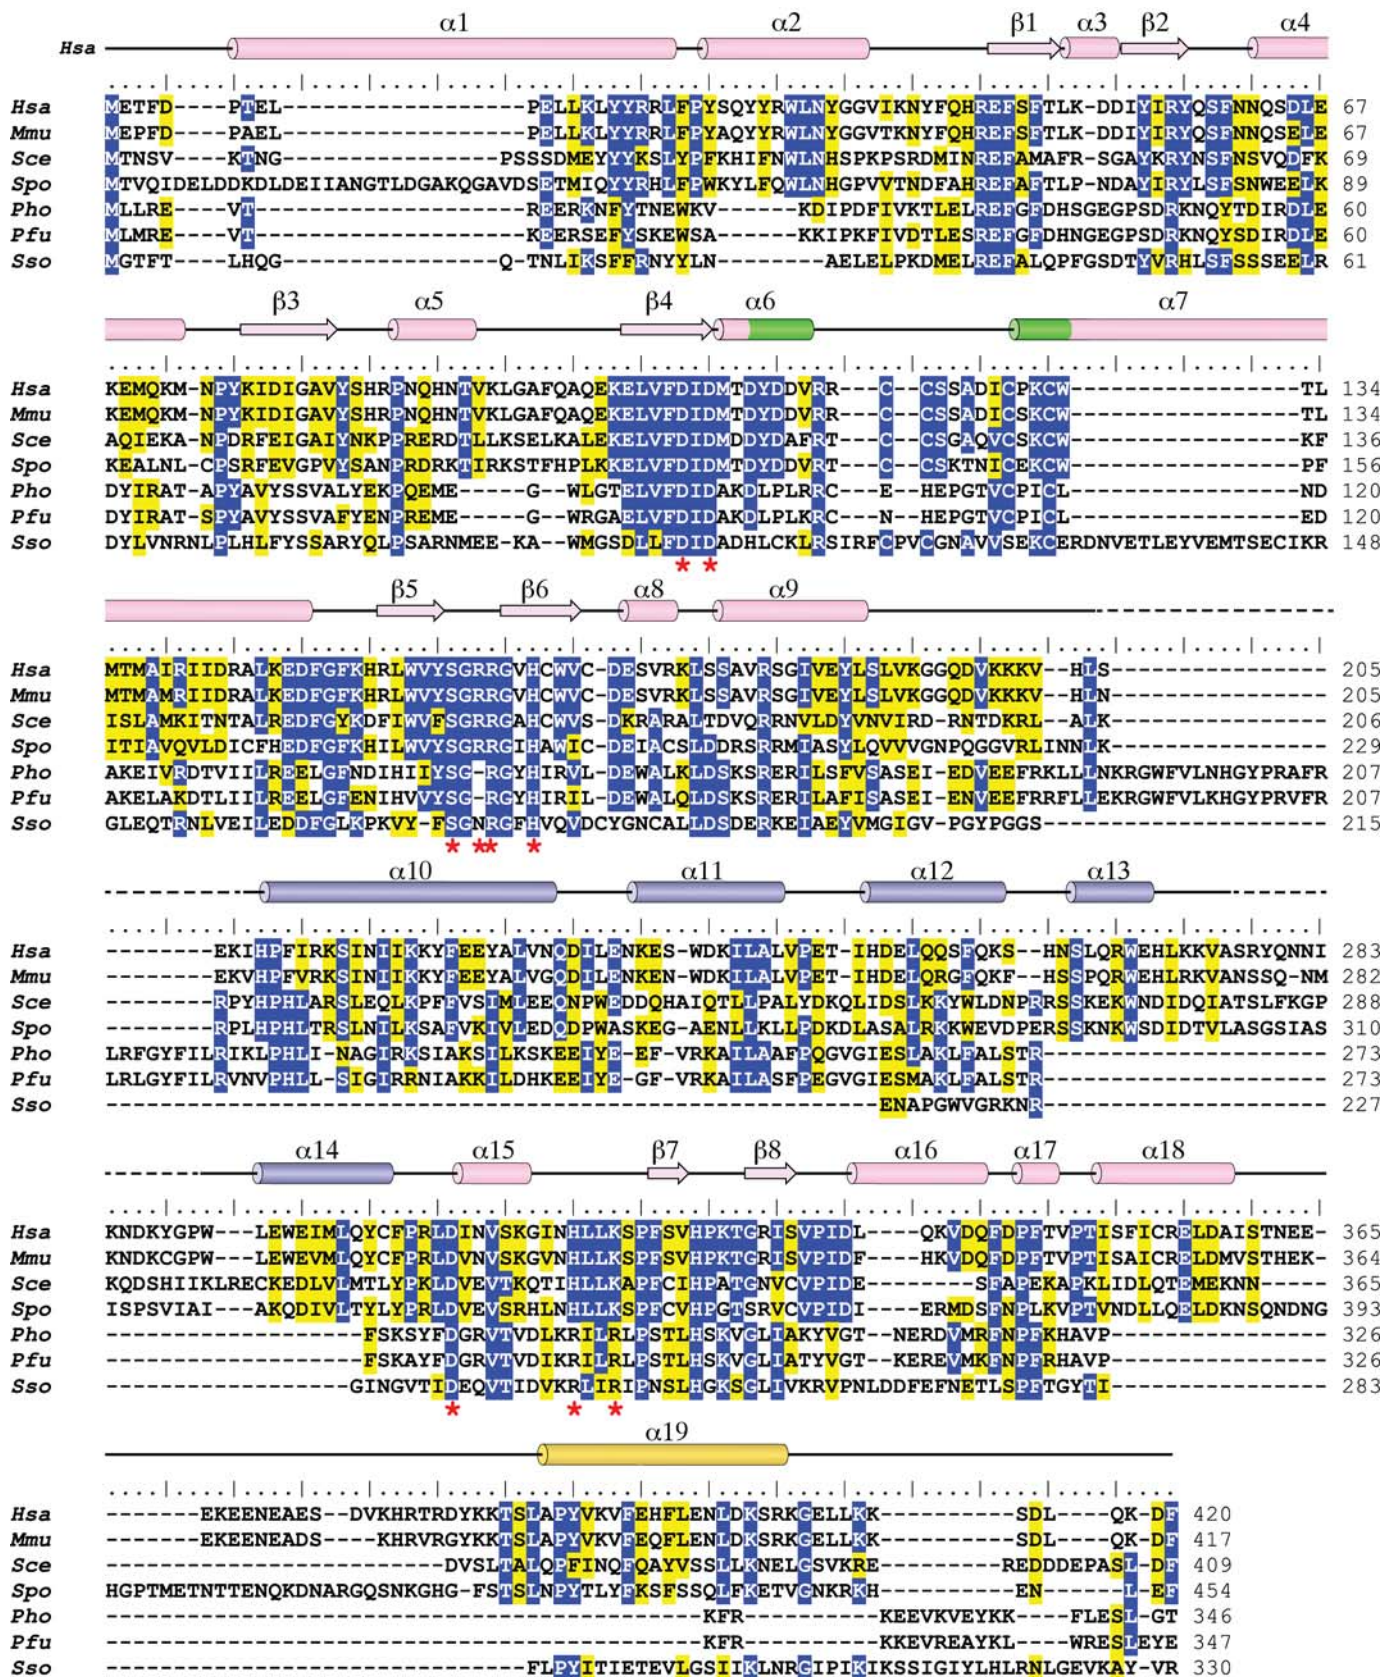 α1 α2 β1 α3 β2 α4
Hsa
Hsa METFD----PTEL------------------PELLKLYYRRLFPYSQYYRWLNYGGVIKNYFQHREFSFTLK-DDIYIRYQSFNNQSDLE 67
Mmu MEPFD----PAEL------------------PELLKLYYRRLFPYAQYYRWLNYGGVTKNYFQHREFSFTLK-DDIYIRYQSFNNQSELE 67
Sce MTNSV----KTNG----------------PSSSDMEYYYKSLYPFKHIFNWLNHSPKPSRDMINREFAMAFR-SGAYKRYNSFNSVQDFK 69
Spo MTVQIDELDDKDLDEIIANGTLDGAKQGAVDSETMIQYYRHLFPWKYLFQWLNHGPVVTNDFAHREFAFTLP-NDAYIRYLSFSNWEELK 89
Pho MLLRE----VT--------------------REERKNFYTNEWKV------KDIPDFIVKTLELREFGFDHSGEGPSDRKNQYTDIRDLE 60
Pfu MLMRE----VT--------------------KEERSEFYSKEWSA------KKIPKFIVDTLESREFGFDHNGEGPSDRKNQYSDIRDLE 60
Sso MGTFT----LHQG----------------Q-TNLIKSFFRNYYLN--------AELELPKDMELREFALQPFGSDTYVRHLSFSSSEELR 61
β3 α5 β4 α6 α7
Hsa KEMQKM-NPYKIDIGAVYSHRPNQHNTVKLGAFQAQEKELVFDIDMTDYDDVRR---C--CSSADICPKCW-----------------TL 134
Mmu KEMQKM-NPYKIDIGAVYSHRPNQHNTVKLGAFQAQEKELVFDIDMTDYDDVRR---C--CSSADICSKCW-----------------TL 134
Sce AQIEKA-NPDRFEIGAIYNKPPRERDTLLKSELKALEKELVFDIDMDDYDAFRT---C--CSGAQVCSKCW-----------------KF 136
Spo KEALNL-CPSRFEVGPVYSANPRDRKTIRKSTFHPLKKELVFDIDMTDYDDVRT---C--CSKTNICEKCW-----------------PF 156
Pho DYIRAT-APYAVYSSVALYEKPQEME----G--WLGTELVFDIDAKDLPLRRC---E--HEPGTVCPICL-----------------ND 120
Pfu DYIRAT-SPYAVYSSVAFYENPREME----G--WRGAELVFDIDAKDLPLKRC---N--HEPGTVCPICL-----------------ED 120
Sso DYLVNRNLPLHLFYSSARYQLPSARNMEE-KA--WMGSDLLFDIDADHLCKLRSIRFCPVCGNAVVSEKCERDNVETLEYVEMTSECIKR 148
* *
β5 β6 α8 α9
Hsa MTMAIRIIDRALKEDFGFKHRLWVYSGRRGVHCWVC-DESVRKLSSAVRSGIVEYLSLVKGGQDVKKKV--HLS---------------- 205
Mmu MTMAMRIIDRALKEDFGFKHRLWVYSGRRGVHCWVC-DESVRKLSSAVRSGIVEYLSLVKGGQDVKKKV--HLN---------------- 205
Sce ISLAMKITNTALREDFGYKDFIWVFSGRRGAHCWVS-DKRARALTDVQRRNVLDYVNVIRD-RNTDKRL--ALK---------------- 206
Spo ITIAVQVLDICFHEDFGFKHILWVYSGRRGIHAWIC-DEIACSLDDRSRRMIASYLQVVVGNPQGGVRLINNLK---------------- 229
Pho AKEIVRDTVIILREELGFNDIHIIYSG-RGYHIRVL-DEWALKLDSKSRERILSFVSASEI-EDVEEFRKLLLNKRGWFVLNHGYPRAFR 207
Pfu AKELAKDTLIILREELGFENIHVVYSG-RGYHIRIL-DEWALQLDSKSRERILAFISASEI-ENVEEFRRFLLEKRGWFVLKHGYPRVFR 207
Sso GLEQTRNLVEILEDDFGLKPKVY-FSGNRGFHVQVDCYGNCALLDSDERKEIAEYVMGIGV-PGYPGGS--------------------- 215
* ** *
α10 α11 α12 α13
Hsa --------EKIHPFIRKSINIIKKYFEEYALVNQDILENKES-WDKILALVPET-IHDELQQSFQKS--HNSLQRWEHLKKVASRYQNNI 283
Mmu --------EKVHPFVRKSINIIKKYFEEYALVGQDILENKEN-WDKILALVPET-IHDELQRGFQKF--HSSPQRWEHLRKVANSSQ-NM 282
Sce --------RPYHPHLARSLEQLKPFFVSIMLEEQNPWEDDQHAIQTLLPALYDKQLIDSLKKYWLDNPRRSSKEKWNDIDQIATSLFKGP 288
Spo --------RPLHPHLTRSLNILKSAFVKIVLEDQDPWASKEG-AENLLKLLPDKDLASALRKKWEVDPERSSKNKWSDIDTVLASGSIAS 310
Pho LRFGYFILRIKLPHLI-NAGIRKSIAKSILKSKEEIYE-EF-VRKAILAAFPQGVGIESLAKLFALSTR--------------------- 273
Pfu LRLGYFILRVNVPHLL-SIGIRRNIAKKILDHKEEIYE-GF-VRKAILASFPEGVGIESMAKLFALSTR--------------------- 273
Sso ---------------------------------------------------------ENAPGWVGRKNR--------------------- 227
α14 α15 β7 β8 α16 α17 α18
Hsa KNDKYGPW---LEWEIMLQYCFPRLDINVSKGINHLLKSPFSVHPKTGRISVPIDL----QKVDQFDPFTVPTISFICRELDAISTNEE- 365
Mmu KNDKCGPW---LEWEVMLQYCFPRLDVNVSKGVNHLLKSPFSVHPKTGRISVPIDF----HKVDQFDPFTVPTISAICRELDMVSTHEK- 364
Sce KQDSHIIKLRECKEDLVLMTLYPKLDVEVTKQTIHLLKAPFCIHPATGNVCVPIDE--------SFAPEKAPKLIDLQTEMEKNN----- 365
Spo ISPSVIAI---AKQDIVLTYLYPRLDVEVSRHLNHLLKSPFCVHPGTSRVCVPIDI----ERMDSFNPLKVPTVNDLLQELDKNSQNDNG 393
Pho -------------------FSKSYFDGRVTVDLKRILRLPSTLHSKVGLIAKYVGT--NERDVMRFNPFKHAVP---------------- 326
Pfu -------------------FSKAYFDGRVTVDIKRILRLPSTLHSKVGLIATYVGT--KEREVMKFNPFRHAVP---------------- 326
Sso ------------------GINGVTIDEQVTIDVKRLIRIPNSLHGKSGLIVKRVPNLDDFEFNETLSPFTGYTI---------------- 283
* * *
α19
Hsa -------EKEENEAES--DVKHRTRDYKKTSLAPYVKVFEHFLENLDKSRKGELLKK----------SDL----QK-DF 420
Mmu -------EKEENEADS----KHRVRGYKKTSLAPYVKVFEQFLENLDKSRKGELLKK----------SDL----QK-DF 417
Sce -------------------------DVSLTALQPFINQFQAYVSSLLKNELGSVKRE---------REDDDEPASL-DF 409
Spo HGPTMETNTTENQKDNARGQSNKGHG-FSTSLNPYTLYFKSFSSQLFKETVGNKRKH----------EN------L-EF 454
Pho --------------------------------------------KFR----------KEEVKVEYKK----FLESL-GT 346
Pfu --------------------------------------------KFR----------KKEVREAYKL----WRESLEYE 347
Sso -------------------------------FLPYITIETEVLGSIIKLNRGIPIKIKSSIGIYLHLRNLGEVKAY-VR 330